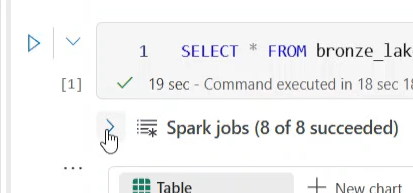 1 SELECT * FROM bronze_lak
[1] 19 sec - Command executed in 18 sec 18
Spark jobs (8 of 8 succeeded)
...
Table + New chart